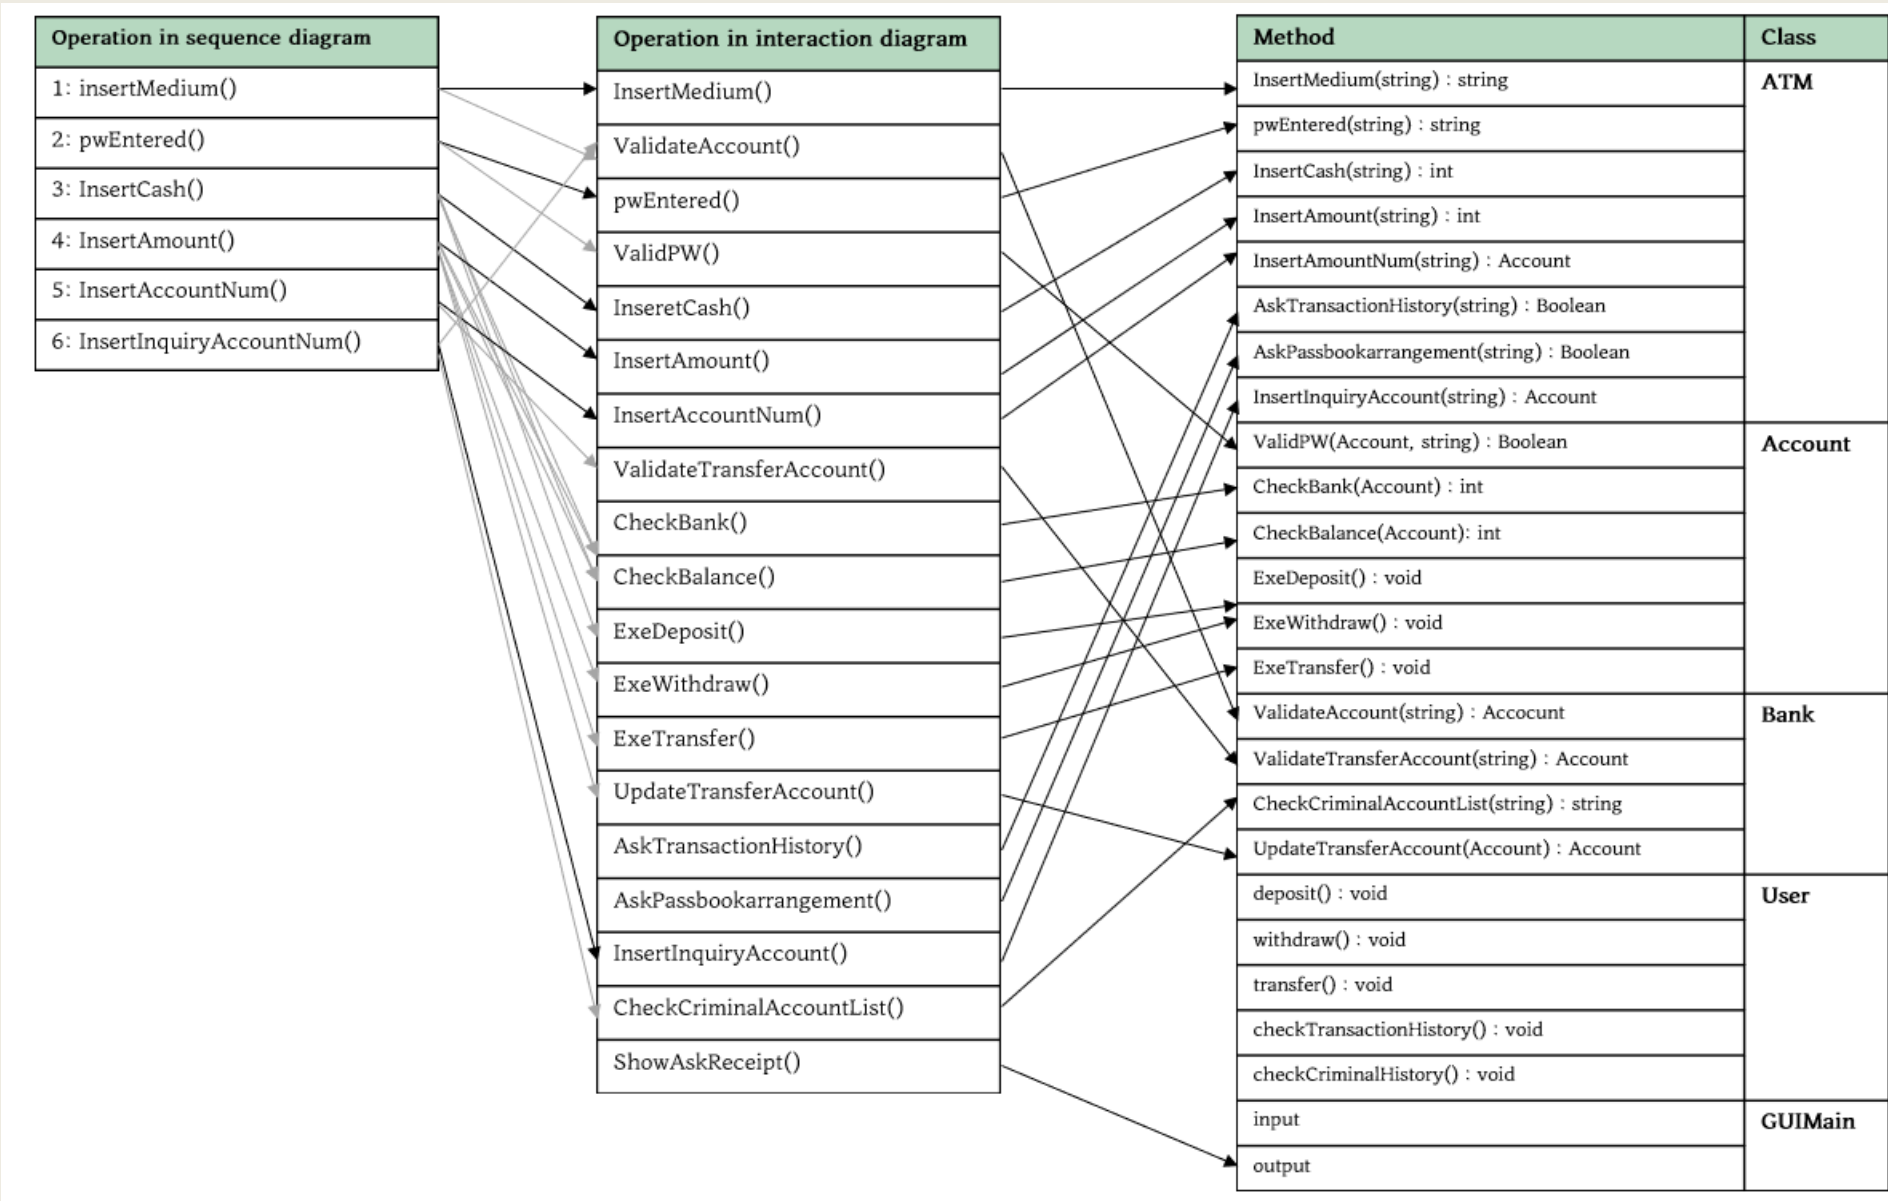 Operation in sequence diagram
1: insertMedium()
2: pwEntered()
3: InsertCash()
4: InsertAmount()
5: InsertAccountNum()
6: InsertInquiryAccountNum()
Operation in interaction diagram
InsertMedium()
ValidateAccount()
pwEntered()
ValidPW()
InseretCash()
InsertAmount()
InsertAccountNum()
ValidateTransferAccount()
CheckBank()
CheckBalance()
ExeDeposit()
ExeWithdraw()
ExeTransfer()
UpdateTransferAccount()
AskTransactionHistory()
AskPassbookarrangement()
InsertInquiryAccount()
CheckCriminalAccountList()
ShowAskReceipt()
Method Class
InsertMedium(string) : string ATM
pwEntered(string) : string
InsertCash(string) : int
InsertAmount(string) : int
InsertAmountNum(string) : Account
AskTransactionHistory(string) : Boolean
AskPassbookarrangement(string) : Boolean
InsertInquiryAccount(string) : Account
ValidPW(Account, string) : Boolean Account
CheckBank(Account) : int
CheckBalance(Account): int
ExeDeposit() : void
ExeWithdraw() : void
ExeTransfer() : void
ValidateAccount(string) : Accocunt Bank
ValidateTransferAccount(string) : Account
CheckCriminalAccountList(string) : string
UpdateTransferAccount(Account) : Account
deposit() : void User
withdraw() : void
transfer() : void
checkTransactionHistory() : void
checkCriminalHistory() : void
input GUIMain
output